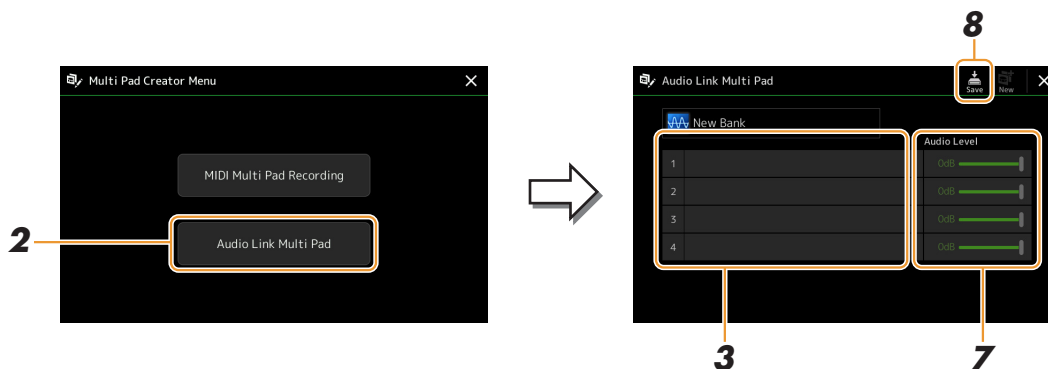 8
Multi Pad Creator Menu
MIDI Multi Pad Recording
2
Audio Link Multi Pad
Audio Link Multi Pad
Save
New
New Bank
Audio Level
1
0dB
2
0dB
3
0dB
4
0dB
3
7